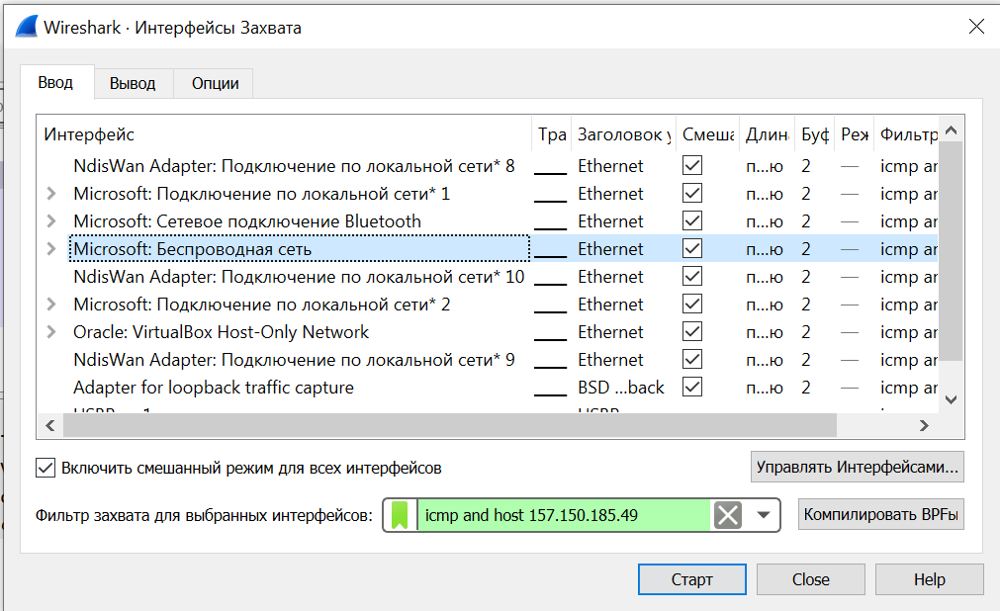 Wireshark · Интерфейсы Захвата
Ввод Вывод Опции
Интерфейс Тра Заголовок у Смеша Длин Буф Реж Фильтр
NdisWan Adapter: Подключение по локальной сети* 8 Ethernet п...ю 2 — icmp ar
Microsoft: Подключение по локальной сети* 1 Ethernet п...ю 2 — icmp ar
Microsoft: Сетевое подключение Bluetooth Ethernet п...ю 2 — icmp ar
Microsoft: Беспроводная сеть Ethernet п...ю 2 — icmp ar
NdisWan Adapter: Подключение по локальной сети* 10 Ethernet п...ю 2 — icmp ar
Microsoft: Подключение по локальной сети* 2 Ethernet п...ю 2 — icmp ar
Oracle: VirtualBox Host-Only Network Ethernet п...ю 2 — icmp ar
NdisWan Adapter: Подключение по локальной сети* 9 Ethernet п...ю 2 — icmp ar
Adapter for loopback traffic capture BSD ...back п...ю 2 — icmp ar
Включить смешанный режим для всех интерфейсов Управлять Интерфейсами...
Фильтр захвата для выбранных интерфейсов: icmp and host 157.150.185.49 Компилировать BPFы
Старт Close Help